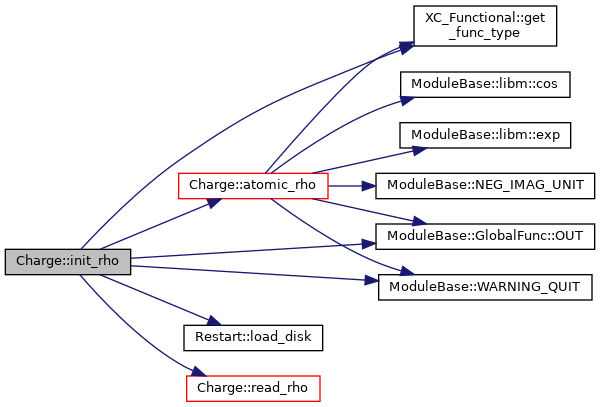 XC_Functional::get
_func_type
ModuleBase::libm::cos
ModuleBase::libm::exp
Charge::atomic_rho
ModuleBase::NEG_IMAG_UNIT
ModuleBase::GlobalFunc::OUT
Charge::init_rho
ModuleBase::WARNING_QUIT
Restart::load_disk
Charge::read_rho